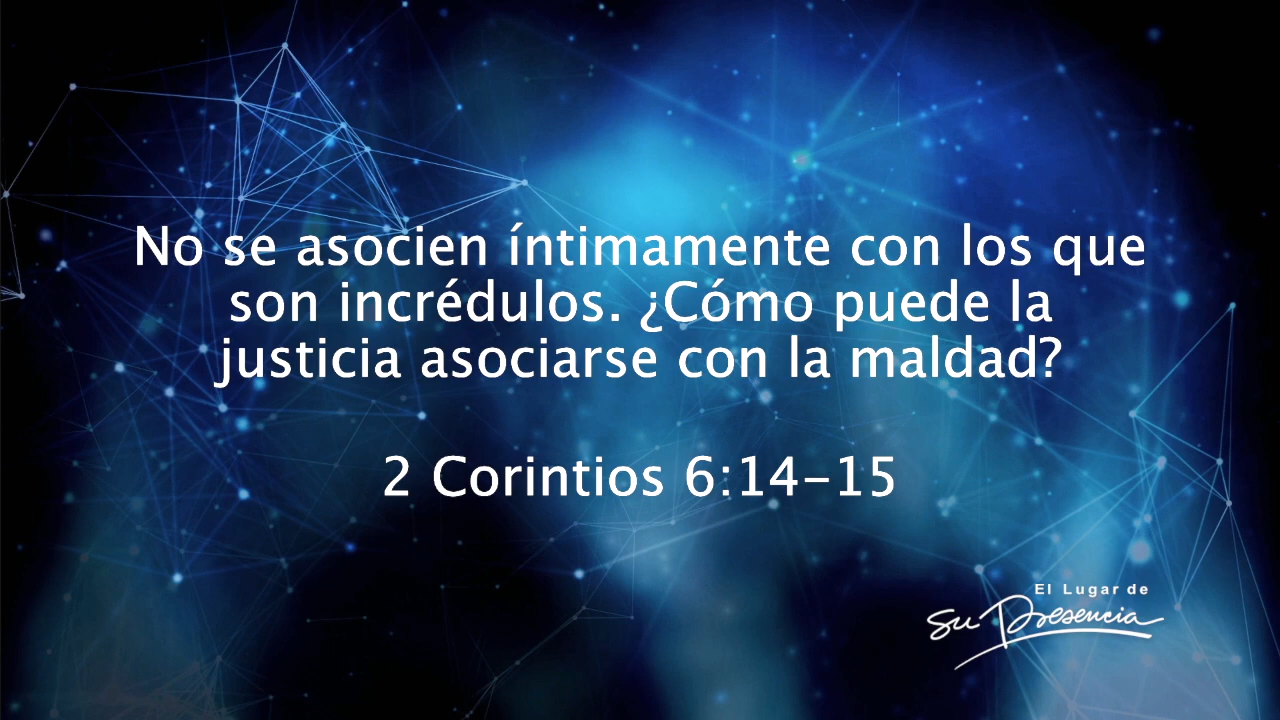 No se asocien íntimamente con los que
son incrédulos. ¿Cómo puede la
justicia asociarse con la maldad?
2 Corintios 6:14-15
El Lugar de
Su Presencia